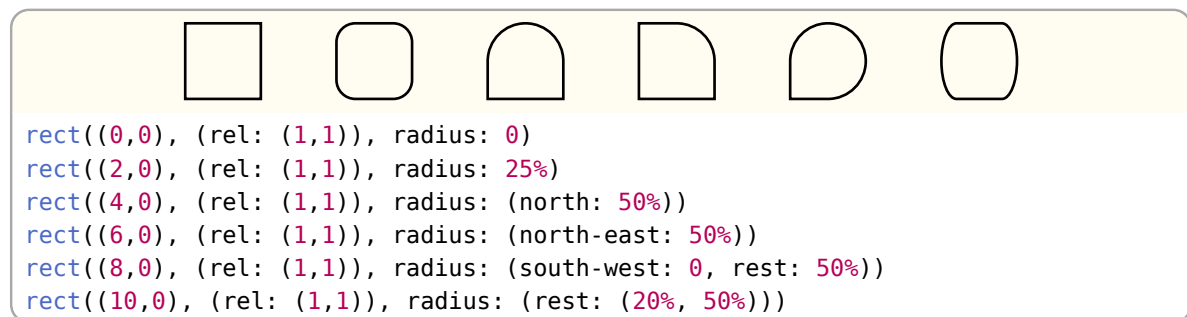 rect((0,0), (rel: (1,1)), radius: 0)
rect((2,0), (rel: (1,1)), radius: 25%)
rect((4,0), (rel: (1,1)), radius: (north: 50%))
rect((6,0), (rel: (1,1)), radius: (north-east: 50%))
rect((8,0), (rel: (1,1)), radius: (south-west: 0, rest: 50%))
rect((10,0), (rel: (1,1)), radius: (rest: (20%, 50%)))